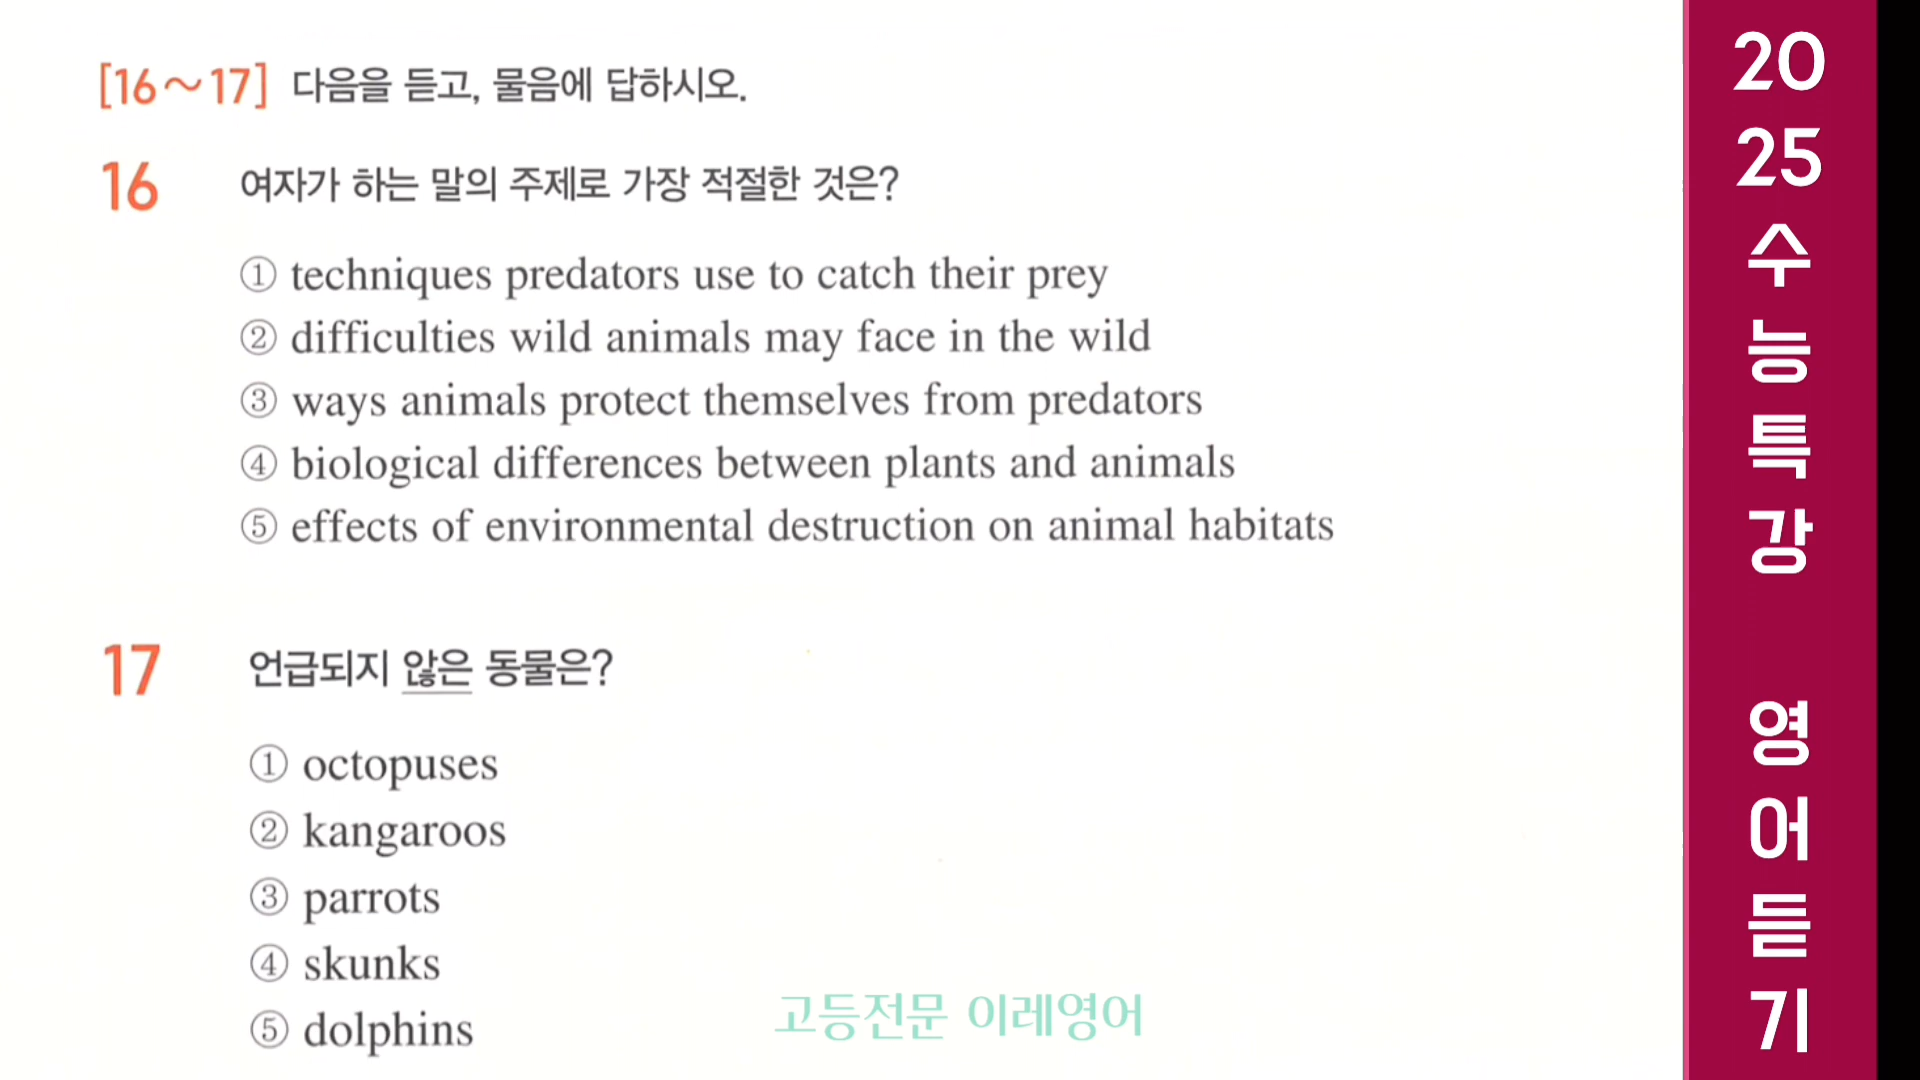 [16~17] 다음을 듣고, 물음에 답하시오.
16 여자가 하는 말의 주제로 가장 적절한 것은?
① techniques predators use to catch their prey
② difficulties wild animals may face in the wild
③ ways animals protect themselves from predators
④ biological differences between plants and animals
⑤ effects of environmental destruction on animal habitats
17 언급되지 않은 동물은?
① octopuses
② kangaroos
③ parrots
④ skunks
⑤ dolphins
고등전문 이레영어
20
25
수
능
특
강
영
어
듣
기